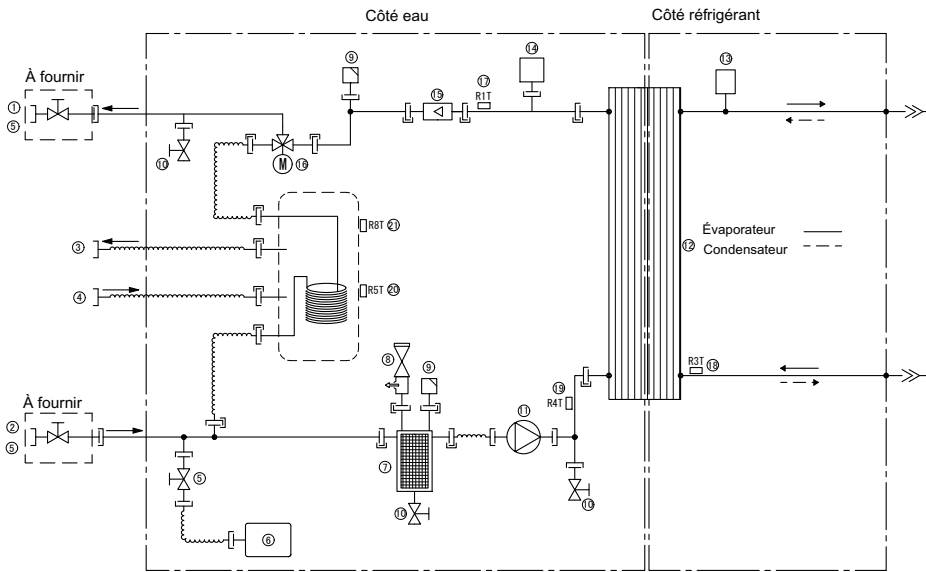 Côté eau
Côté réfrigérant
À fournir
①
⑤
⑩
⑨
⑮
⑰
R1T
⑭
⑬
M
⑯
R8T ㉑
③
④
R5T ⑳
Évaporateur
Condensateur
⑫
⑧
⑨
R3T ⑱
⑲
R4T
⑪
À fournir
②
⑤
⑤
⑦
⑩
⑩
⑥